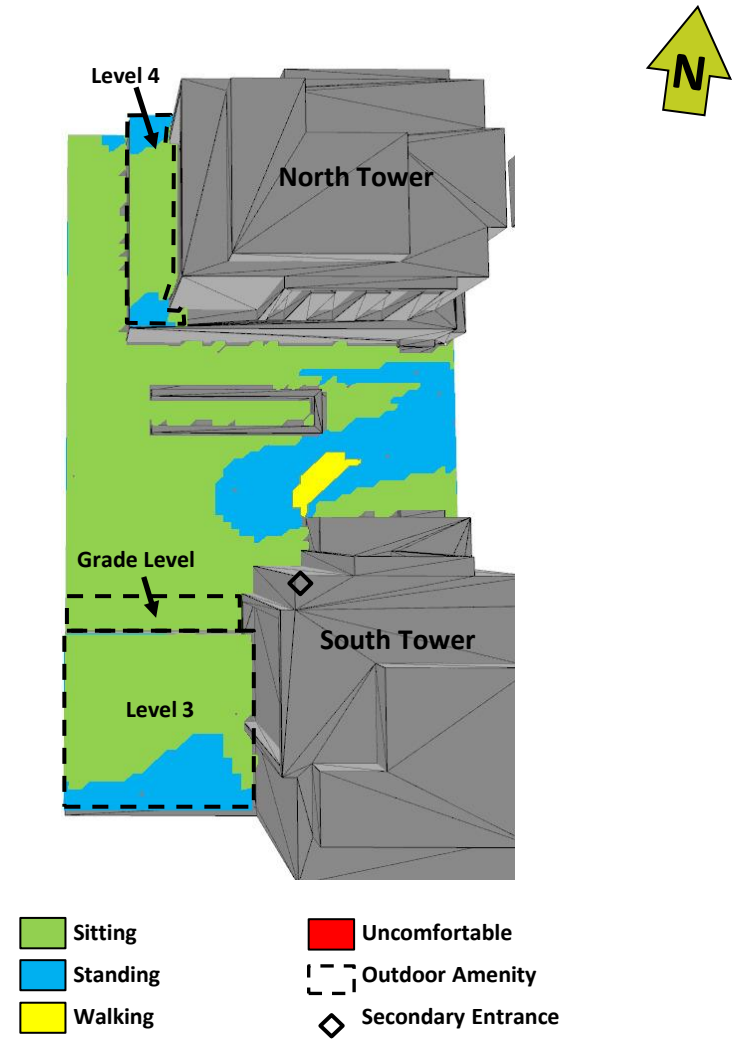 Level 4
N
North Tower
Grade Level
South Tower
Level 3
Sitting
Uncomfortable
Standing
Outdoor Amenity
Walking
Secondary Entrance